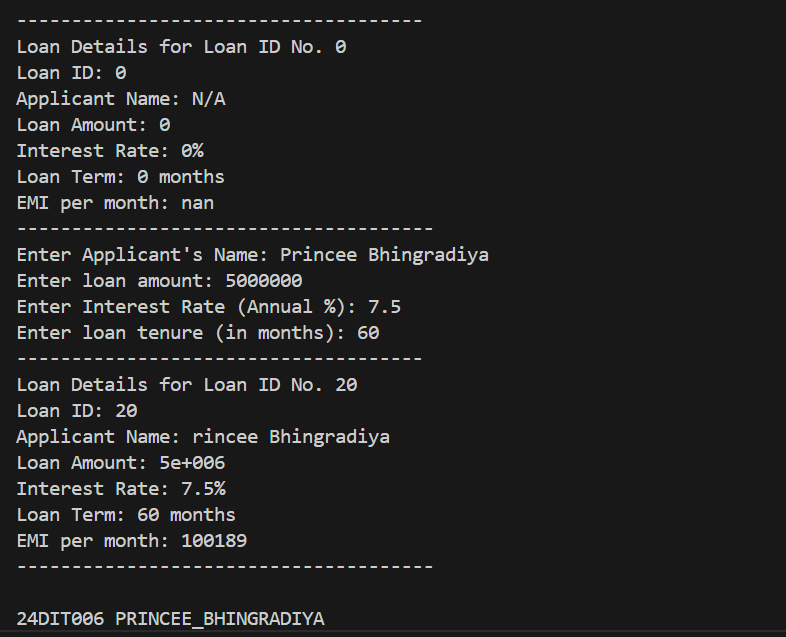 -------------------------------------
Loan Details for Loan ID No. 0
Loan ID: 0
Applicant Name: N/A
Loan Amount: 0
Interest Rate: 0%
Loan Term: 0 months
EMI per month: nan
--------------------------------------
Enter Applicant's Name: Princee Bhingradiya
Enter loan amount: 5000000
Enter Interest Rate (Annual %): 7.5
Enter loan tenure (in months): 60
-------------------------------------
Loan Details for Loan ID No. 20
Loan ID: 20
Applicant Name: rincee Bhingradiya
Loan Amount: 5e+006
Interest Rate: 7.5%
Loan Term: 60 months
EMI per month: 100189
--------------------------------------
24DIT006 PRINCEE_BHINGRADIYA